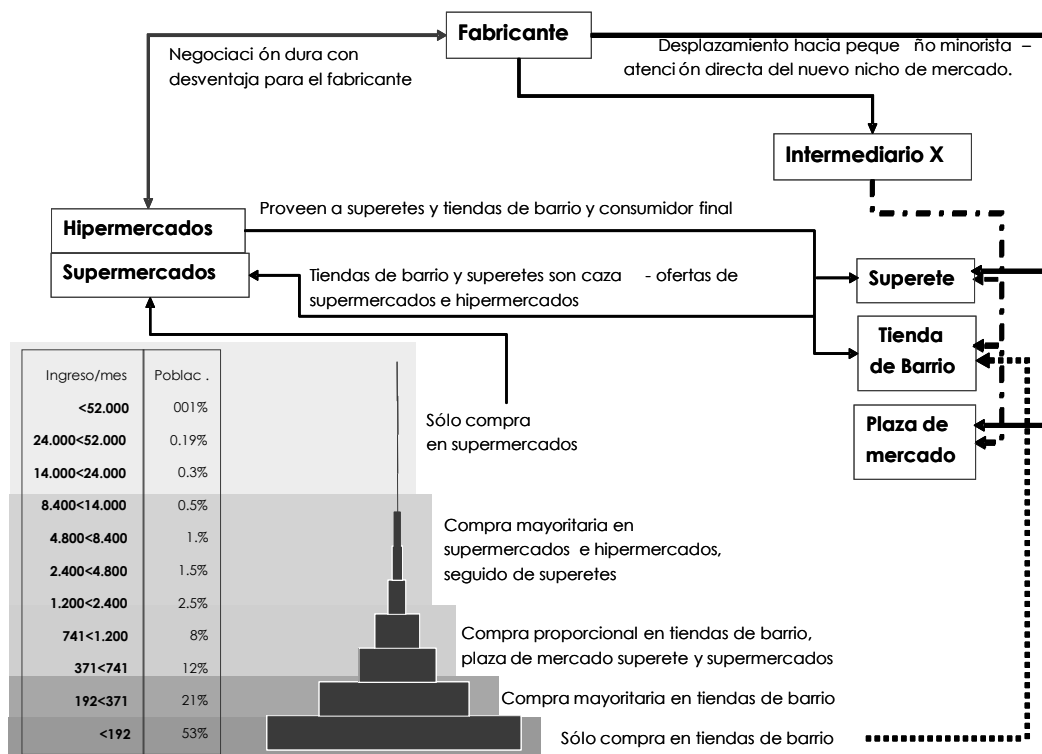 Fabricante
Negociaci ón dura con
desventaja para el fabricante
Desplazamiento hacia peque ño minorista –
atenci ón directa del nuevo nicho de mercado.
Intermediario X
Hipermercados
Supermercados
Proveen a superetes y tiendas de barrio y consumidor final
Tiendas de barrio y superetes son caza - ofertas de
supermercados e hipermercados
Superete
Tienda
de Barrio
Plaza de
mercado
Ingreso/mes Poblac .
<52.000 001%
24.000<52.000 0.19%
14.000<24.000 0.3%
8.400<14.000 0.5%
4.800<8.400 1.%
2.400<4.800 1.5%
1.200<2.400 2.5%
741<1.200 8%
371<741 12%
192<371 21%
<192 53%
Sólo compra
en supermercados
Compra mayoritaria en
supermercados e hipermercados,
seguido de superetes
Compra proporcional en tiendas de barrio,
plaza de mercado superete y supermercados
Compra mayoritaria en tiendas de barrio
Sólo compra en tiendas de barrio